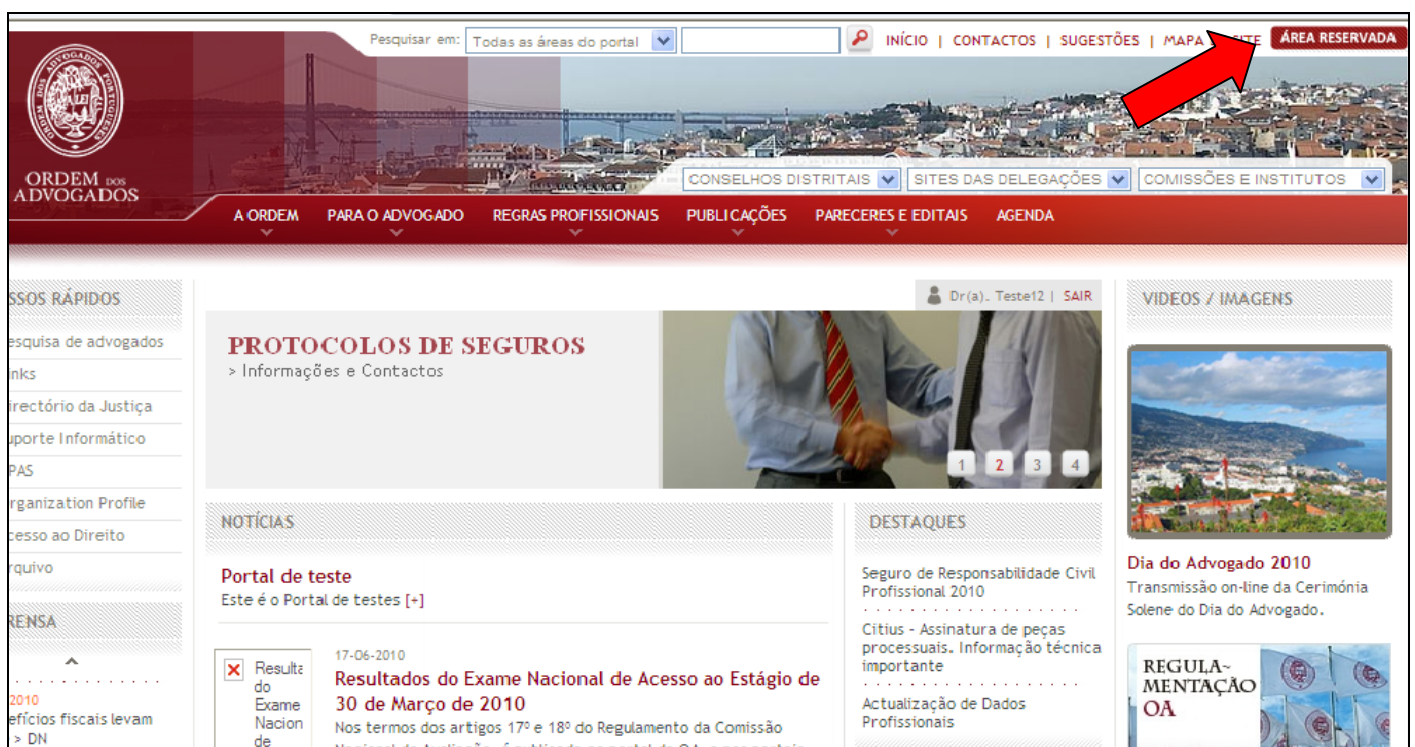 Pesquisar em: Todas as áreas do portal
INÍCIO | CONTACTOS | SUGESTÕES | MAPA SITE ÁREA RESERVADA
ORDEM DOS
ADVOGADOS
CONSELHOS DISTRITAIS SITES DAS DELEGAÇÕES COMISSÕES E INSTITUTOS
A ORDEM PARA O ADVOGADO REGRAS PROFISSIONAIS PUBLICAÇÕES PARECERES E EDITAIS AGENDA
SSOS RÁPIDOS
esquisa de advogados
inks
irectório da Justiça
uporte Informático
PAS
rganization Profile
cesso ao Direito
rquivo
RENSA
2010
efícios fiscais levam
> DN
Dr(a). Teste12 | SAIR
PROTOCOLOS DE SEGUROS
> Informações e Contactos
1 2 3 4
NOTÍCIAS
Portal de teste
Este é o Portal de testes [+]
Resulta
do
Exame
Nacion
de
17-06-2010
Resultados do Exame Nacional de Acesso ao Estágio de
30 de Março de 2010
Nos termos dos artigos 17º e 18º do Regulamento da Comissão
DESTAQUES
Seguro de Responsabilidade Civil
Profissional 2010
Citius - Assinatura de peças
processuais. Informação técnica
importante
Actualização de Dados
Profissionais
VIDEOS / IMAGENS
Dia do Advogado 2010
Transmissão on-line da Cerimónia
Solene do Dia do Advogado.
REGULA~
MENTAÇÃO
OA